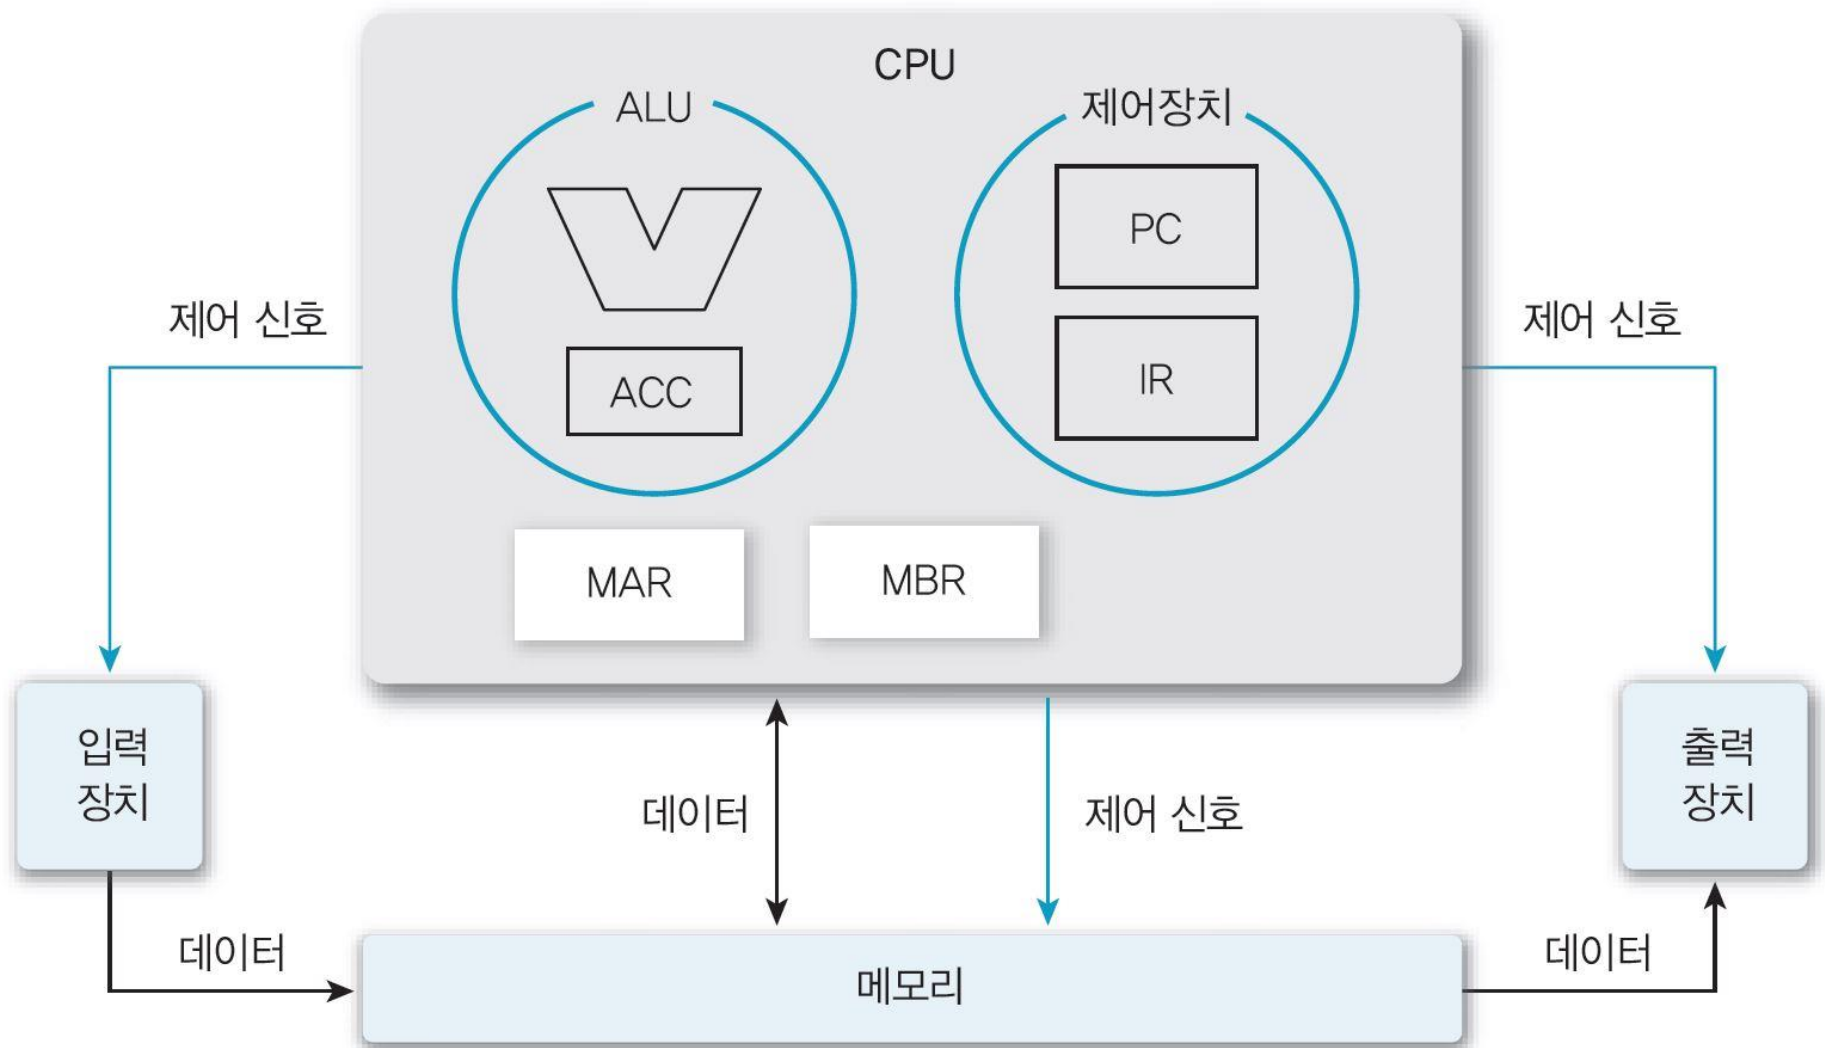 CPU
ALU
제어장치
PC
제어 신호
제어 신호
ACC
IR
MAR
MBR
입력
장치
출력
장치
데이터
제어 신호
데이터
데이터
메모리